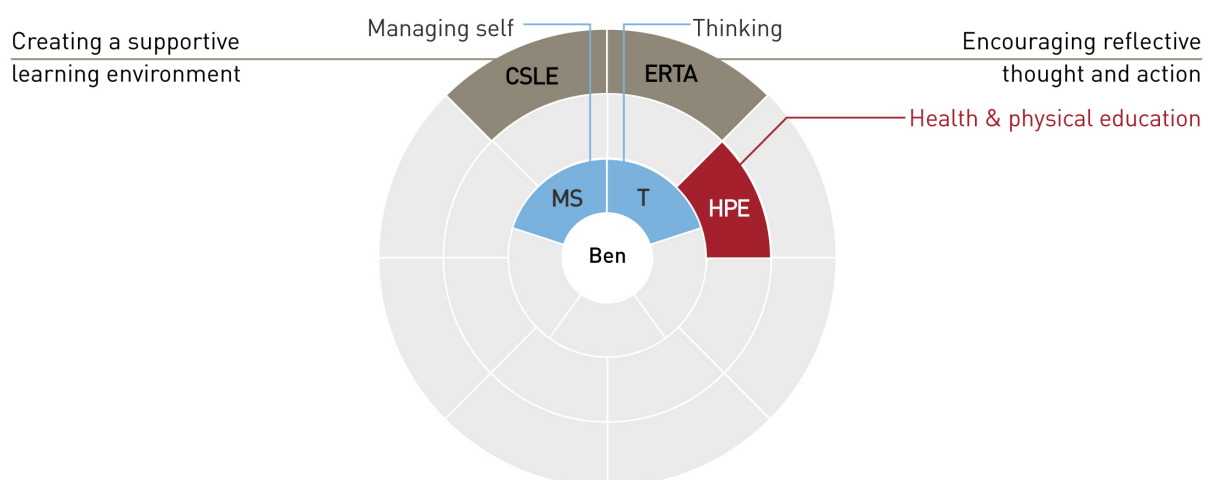 Managing self
Thinking
Creating a supportive
learning environment
Encouraging reflective
thought and action
CSLE
ERTA
Health & physical education
MS
T
HPE
Ben